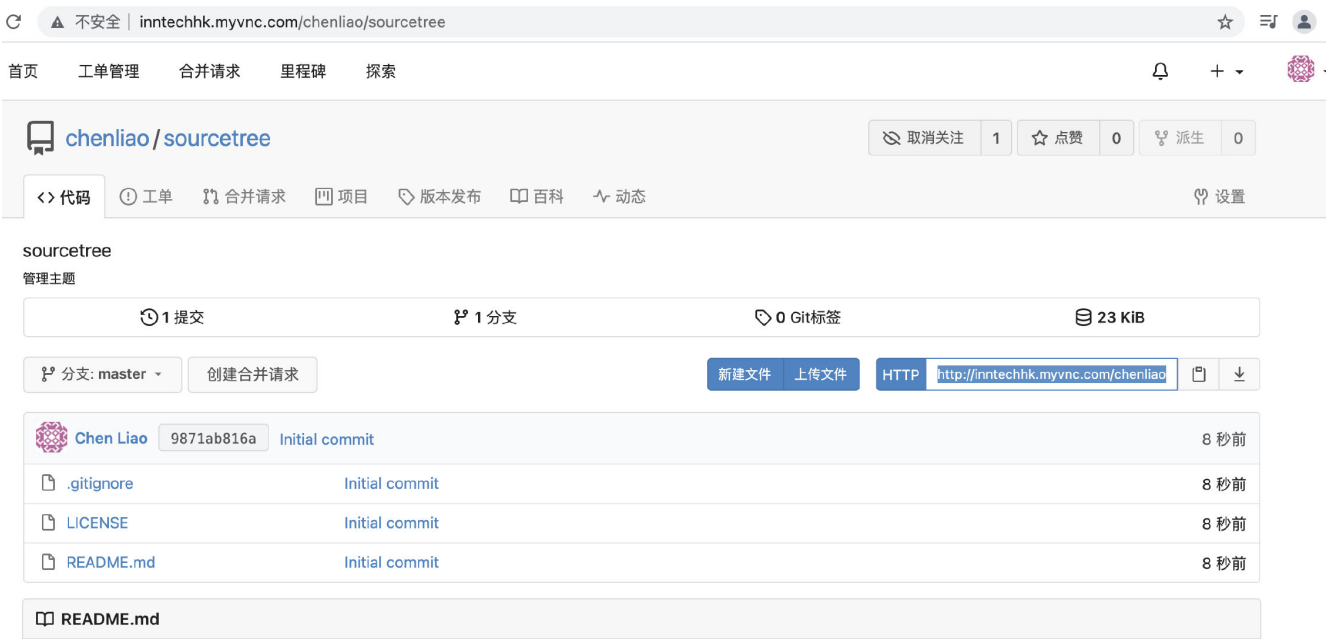 不安全 inntechhk.myvnc.com/chenliao/sourcetree
首页 工单管理 合并请求 里程碑 探索
chenliao/sourcetree 取消关注 1 点赞 0 派生 0
代码 工单 合并请求 项目 版本发布 百科 动态 设置
sourcetree
管理主题
1 提交 1 分支 0 Git标签 23 KiB
分支: master 创建合并请求 新建文件 上传文件 HTTP http://inntechhk.myvnc.com/chenliao
Chen Liao 9871ab816a Initial commit 8 秒前
.gitignore Initial commit 8 秒前
LICENSE Initial commit 8 秒前
README.md Initial commit 8 秒前
README.md